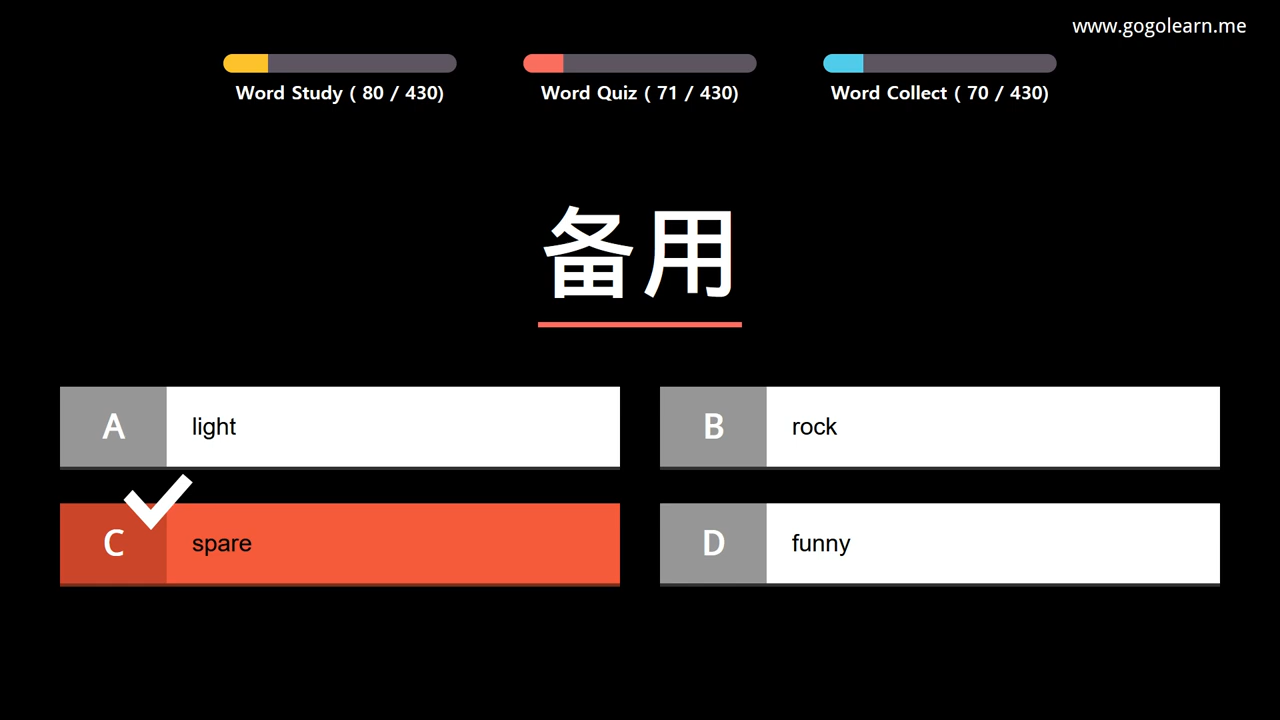 www.gogolearn.me
Word Study ( 80 / 430)
Word Quiz ( 71 / 430)
Word Collect ( 70 / 430)
备用
A light
B rock
C spare
D funny